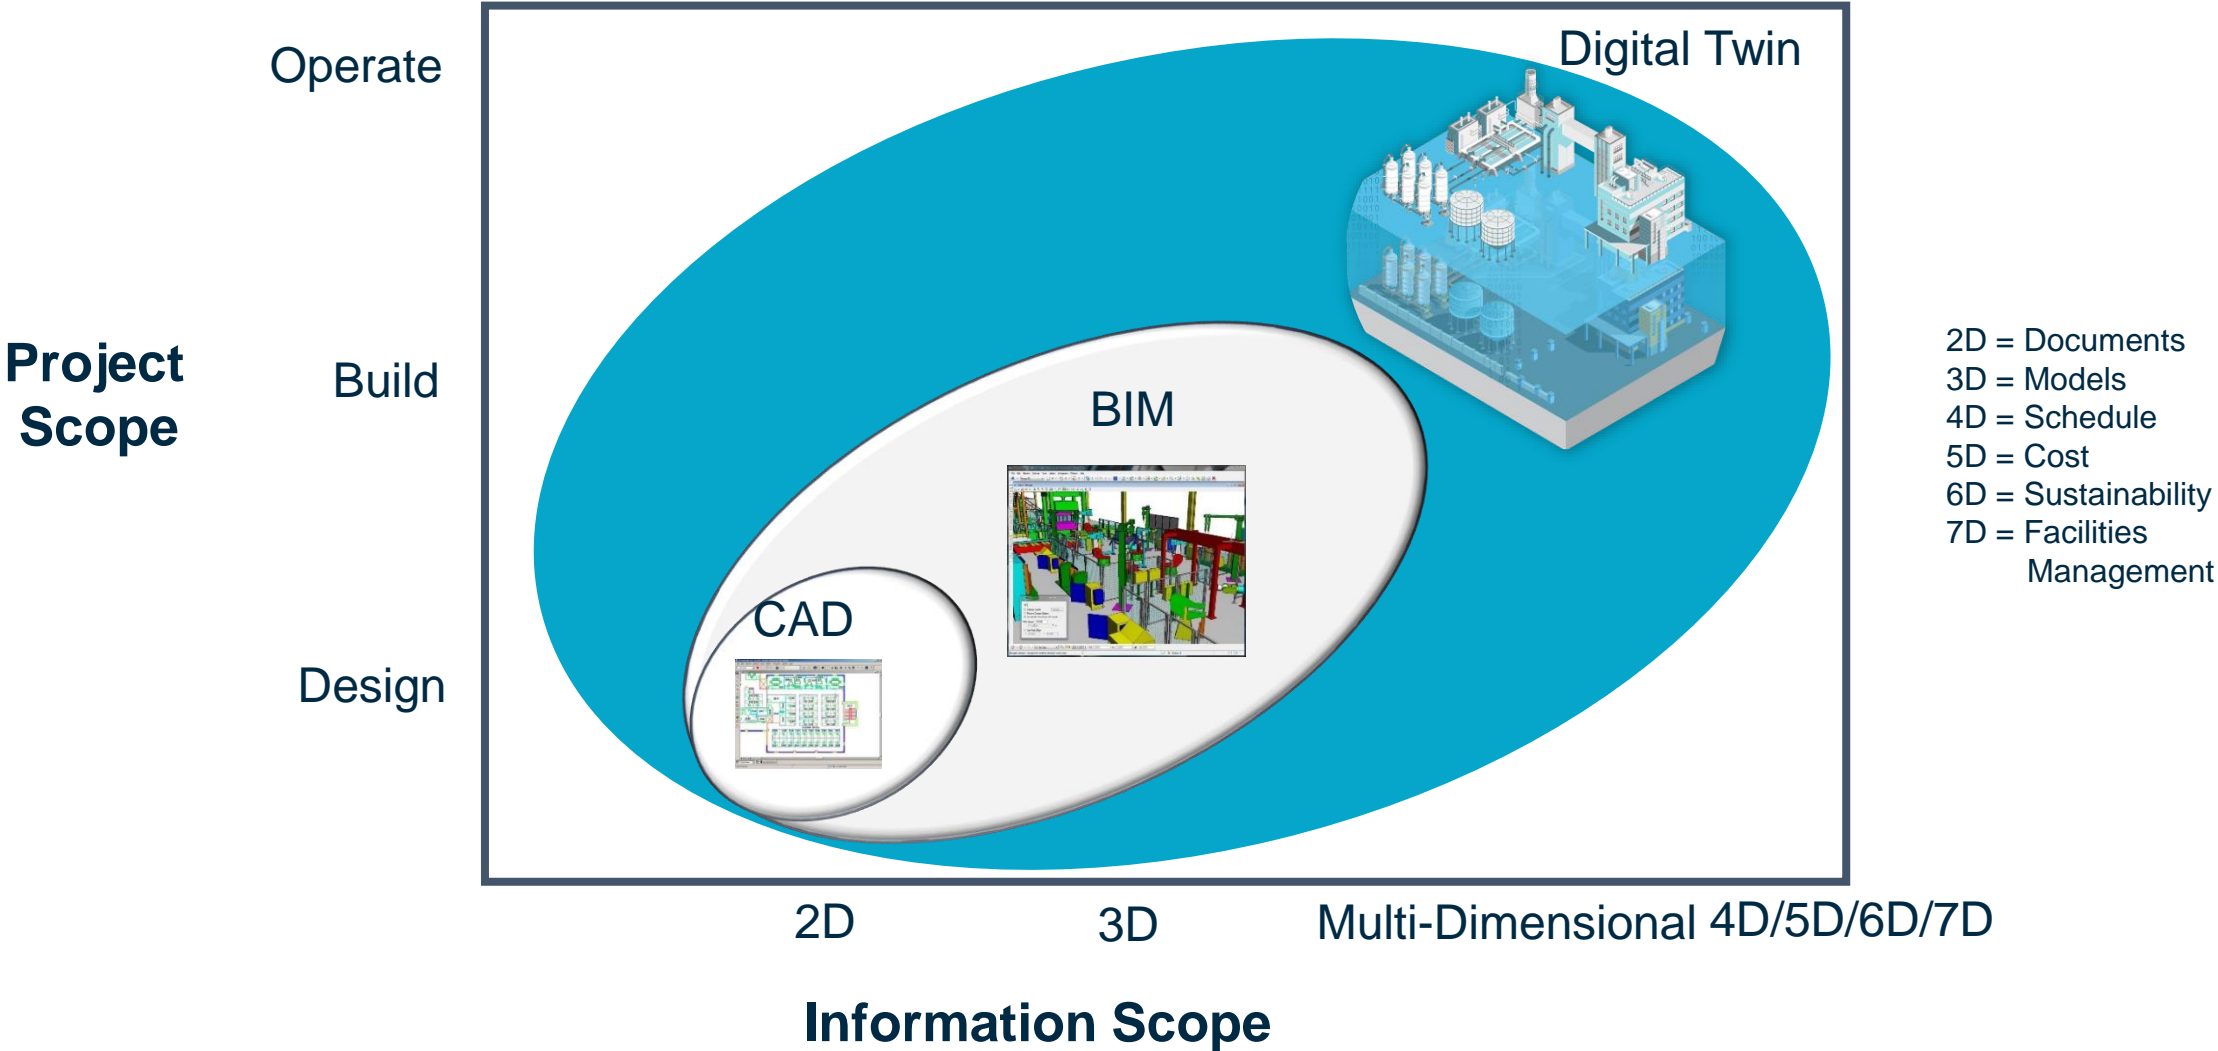 Operate
Digital Twin
Project
Scope
Build
BIM
2D = Documents
3D = Models
4D = Schedule
5D = Cost
6D = Sustainability
7D = Facilities
Management
CAD
Design
2D
3D
Multi-Dimensional 4D/5D/6D/7D
Information Scope